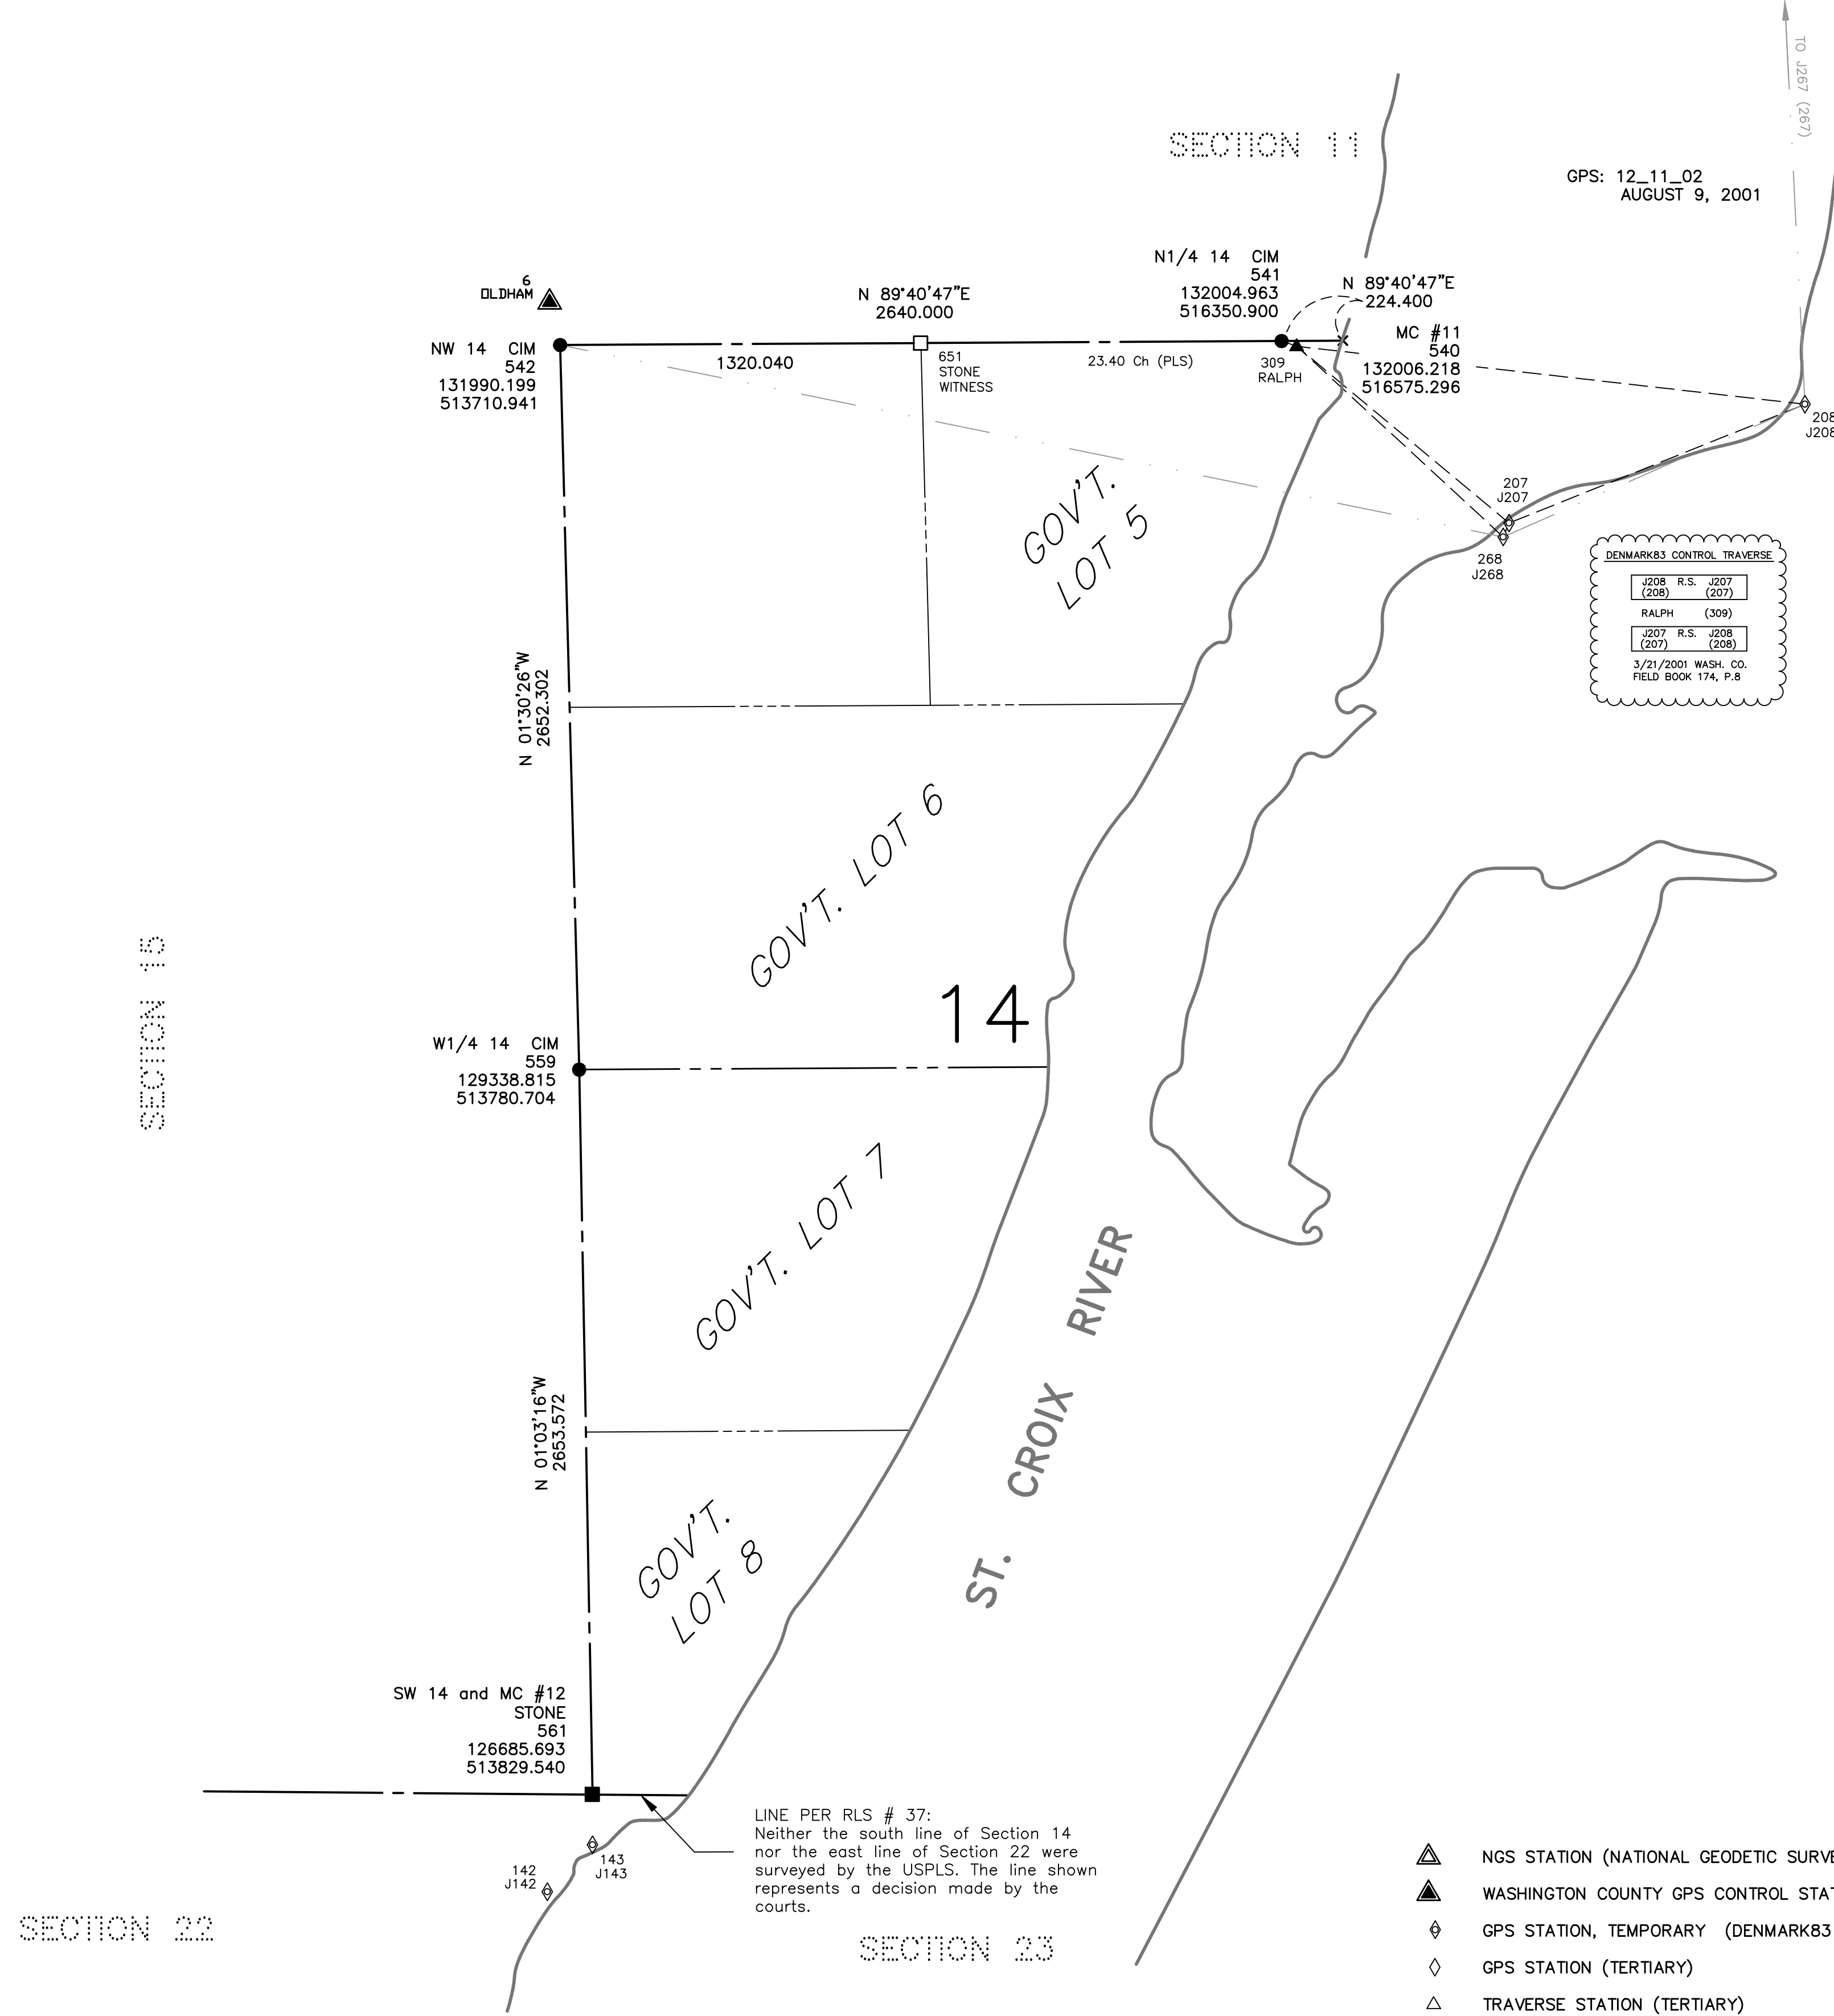 TO J267 (267)
SECTION 11
GPS: 12_11_02
AUGUST 9, 2001
6
OLDHAM
N 89°40'47"E
2640.000
N1/4 14 CIM
541
132004.963
516350.900
N 89°40'47"E
224.400
MC #11
540
132006.218
516575.296
NW 14 CIM
542
131990.199
513710.941
1320.040
651
STONE
WITNESS
23.40 Ch (PLS)
309
RALPH
208
J208
207
J207
268
J268
GOV'T.
LOT 5
DENMARK83 CONTROL TRAVERSE
J208 R.S. J207
(208) (207)
RALPH (309)
J207 R.S. J208
(207) (208)
3/21/2001 WASH. CO.
FIELD BOOK 174, P.8
N 01°30'26"W
2652.302
GOV'T. LOT 6
SECTION 15
14
W1/4 14 CIM
559
129338.815
513780.704
GOV'T. LOT 7
ST. CROIX RIVER
N 01°03'16"W
2653.572
GOV'T.
LOT 8
SW 14 and MC #12
STONE
561
126685.693
513829.540
LINE PER RLS # 37:
Neither the south line of Section 14
nor the east line of Section 22 were
surveyed by the USPLS. The line shown
represents a decision made by the
courts.
143
J143
142
J142
SECTION 22
SECTION 23
NGS STATION (NATIONAL GEODETIC SURVE
WASHINGTON COUNTY GPS CONTROL STAT
GPS STATION, TEMPORARY (DENMARK83
GPS STATION (TERTIARY)
TRAVERSE STATION (TERTIARY)